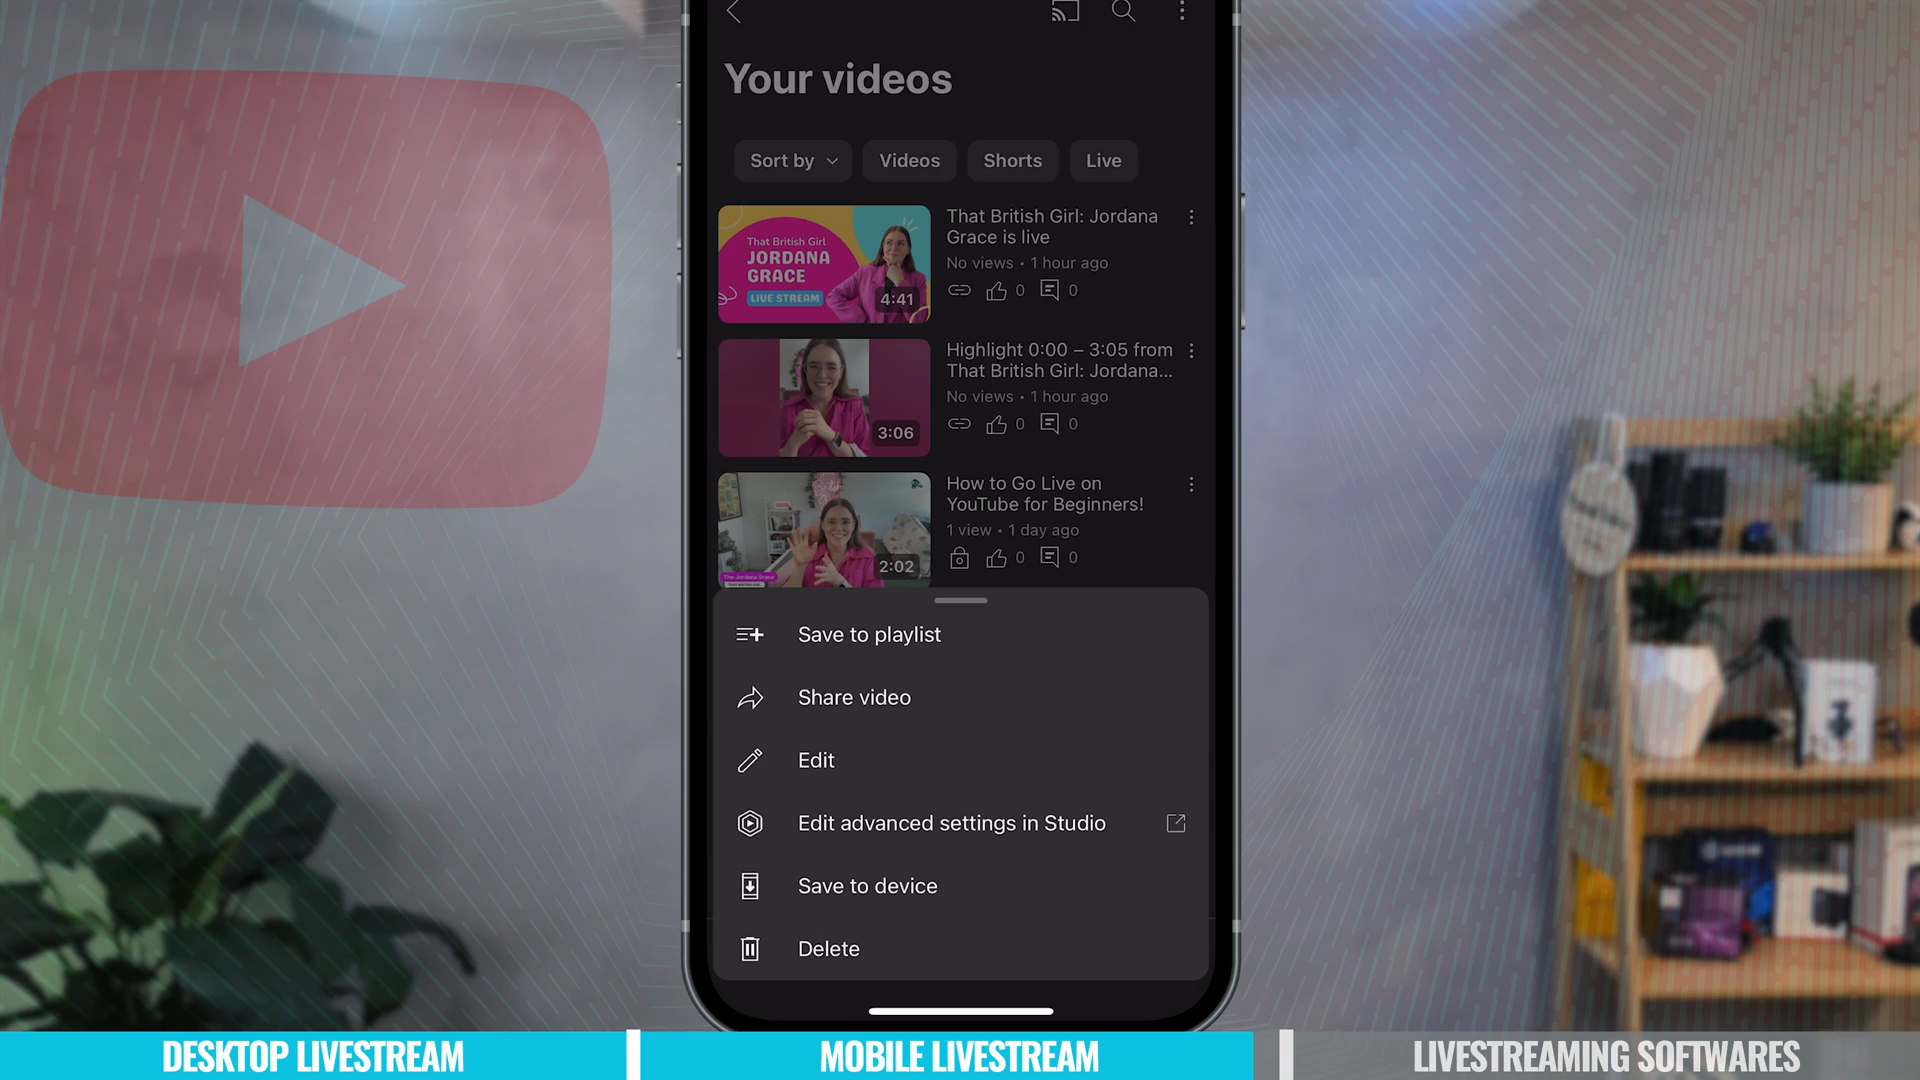 Your videos
Sort by
Videos
Shorts
Live
That British Girl
JORDANA
GRACE
LIVE STREAM
4:41
That British Girl: Jordana
Grace is live
No views • 1 hour ago
0
0
3:06
Highlight 0:00 – 3:05 from
That British Girl: Jordana...
No views • 1 hour ago
0
0
The Jordana Grace
2:02
How to Go Live on
YouTube for Beginners!
1 view • 1 day ago
0
0
Save to playlist
Share video
Edit
Edit advanced settings in Studio
Save to device
Delete
DESKTOP LIVESTREAM
MOBILE LIVESTREAM
LIVESTREAMING SOFTWARES